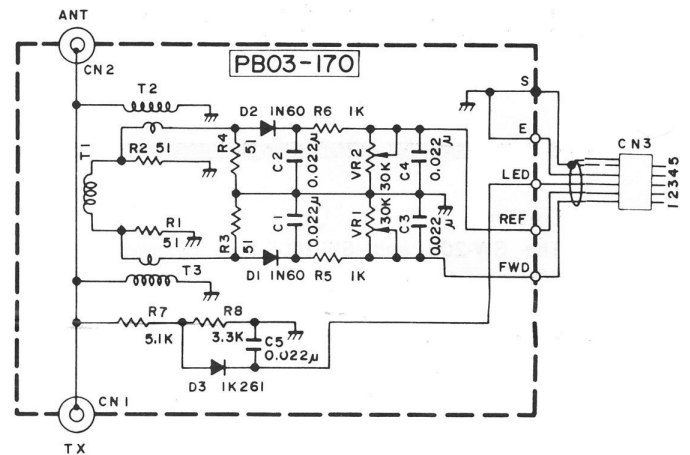 ANT
CN2
PB03-170
T2
D2 1N60 R6 1K
S
E
CN3
LED
REF
FWD
12345
T1
R2 51
R4
51
C2
0.022μ
VR2
30K
C4
0.022μ
R1
51
R3
51
C1
0.022μ
VR1
30K
C3
0.022μ
T3
D1 1N60 R5 1K
R7
5.1K
R8
3.3K
C5
0.022μ
D3 1K261
CN1
TX